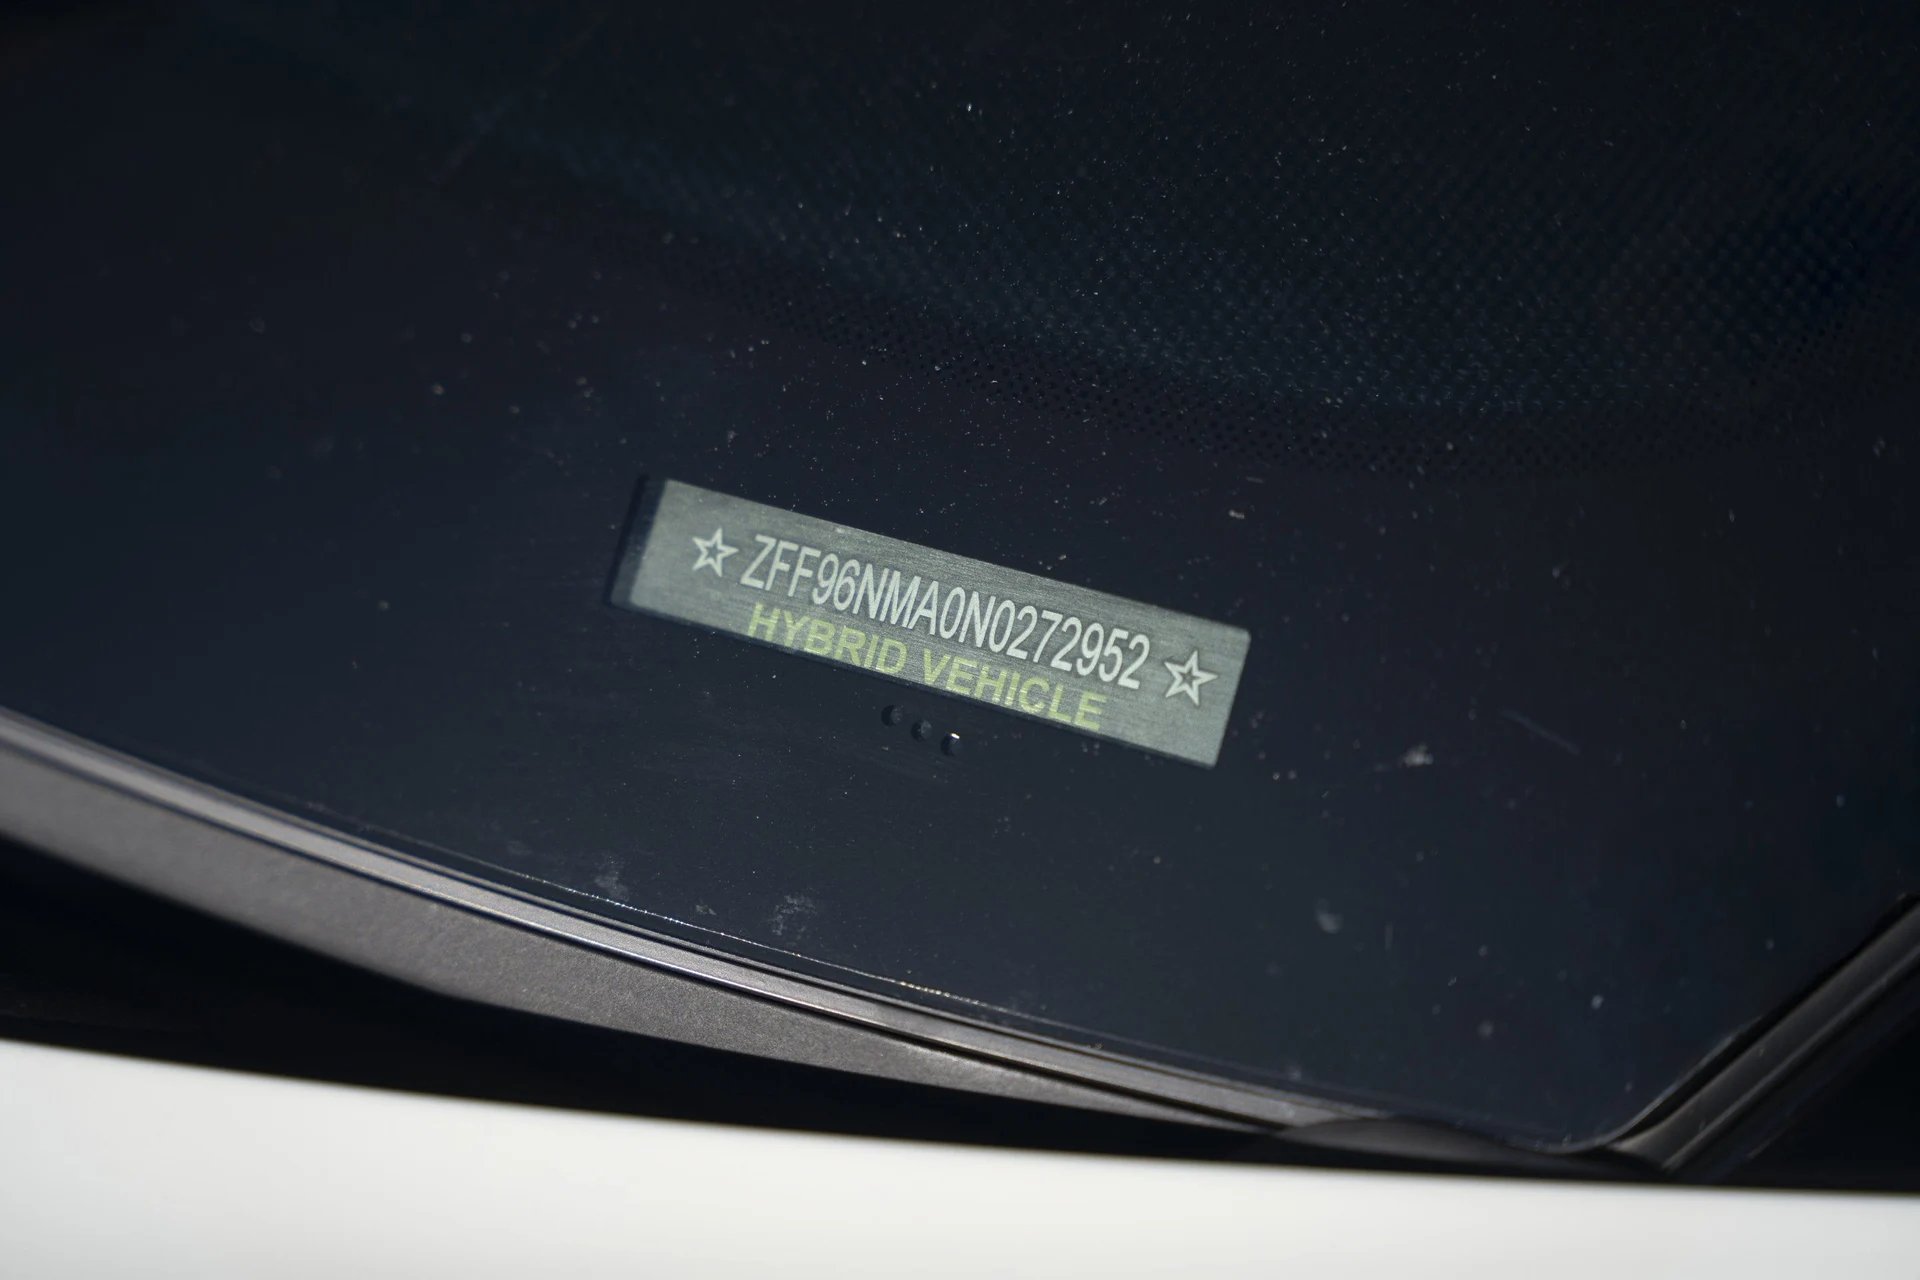 ☆ ZFF96NMA0N0272952 ☆
HYBRID VEHICLE